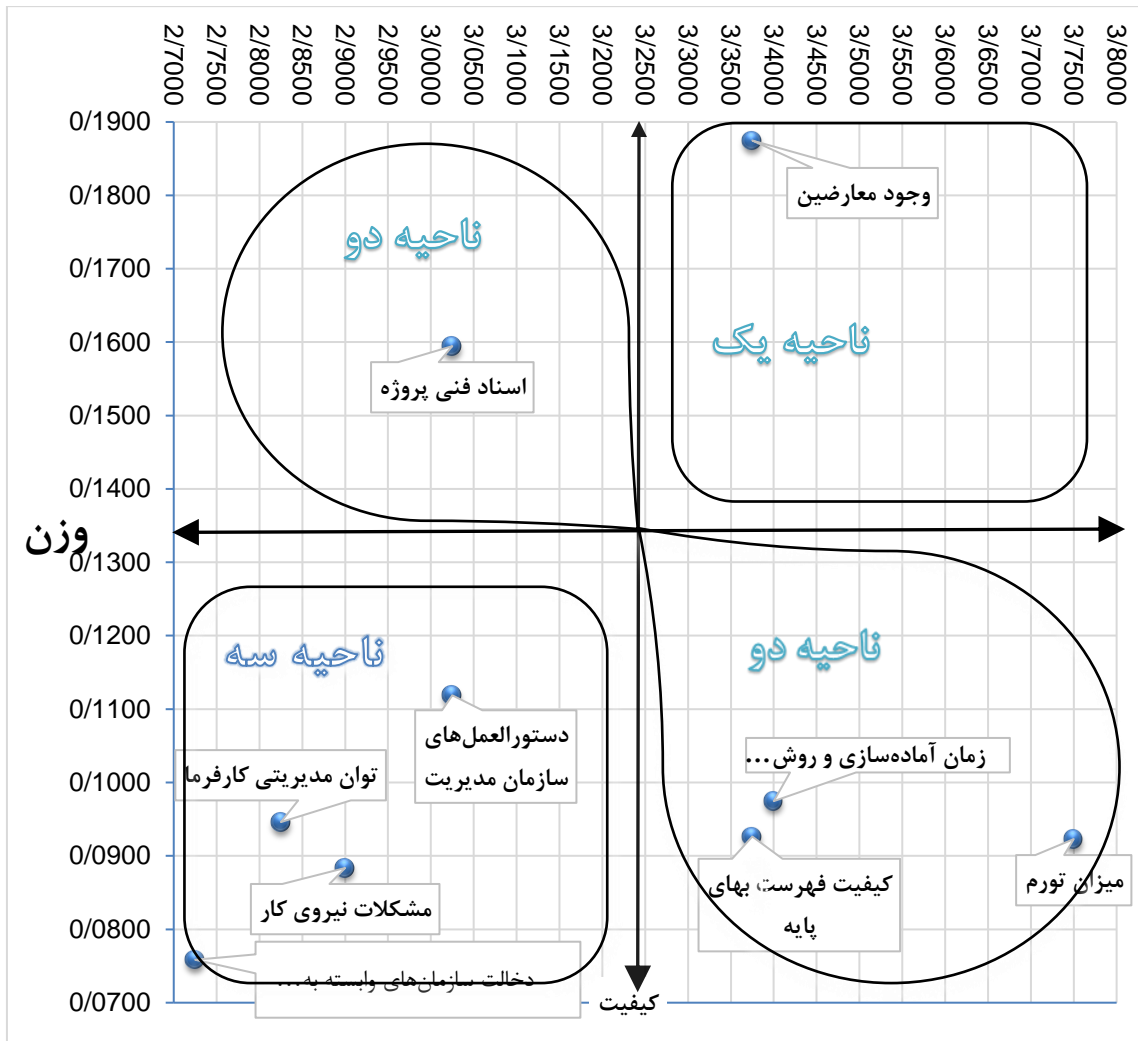 2/7000
2/7500
2/8000
2/8500
2/9000
2/9500
3/0000
3/0500
3/1000
3/1500
3/2000
3/2500
3/3000
3/3500
3/4000
3/4500
3/5000
3/5500
3/6000
3/6500
3/7000
3/7500
3/8000
0/1900
0/1800
0/1700
0/1600
0/1500
0/1400
0/1300
0/1200
0/1100
0/1000
0/0900
0/0800
0/0700
وجود معارضین
ناحیه یک
ناحیه دو
اسناد فنی پروژه
وزن
ناحیه دو
زمان آماده‌سازی و روش...
کیفیت فهرست بهای
پایه
میزان تورم
ناحیه سه
دستورالعمل‌های
سازمان مدیریت
توان مدیریتی کارفرما
مشکلات نیروی کار
دخالت سازمان‌های وابسته به...
کیفیت